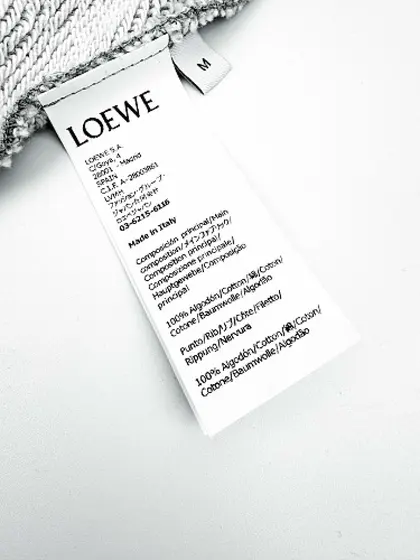 M
LOEWE
LOEWE S.A.
C/Goya, 4
28001 - Madrid
SPAIN
C.I.F. A-28003861
LVMH
ファッション・グループ・
ジャパン株式会社
ロエベジャパン
03-6215-6116
Made in Italy
Composición principal/Main
composition/メインファブリック/
Composition principal/
Composizione principale/
Hauptgewebe/Composição
principal
100% Algodón/Cotton/綿/Coton/
Cotone/Baumwolle/Algodão
Punto/Rib/リブ/Côte/Filetto/
Rippung/Nervura
100% Algodón/Cotton/綿/Coton/
Cotone/Baumwolle/Algodão